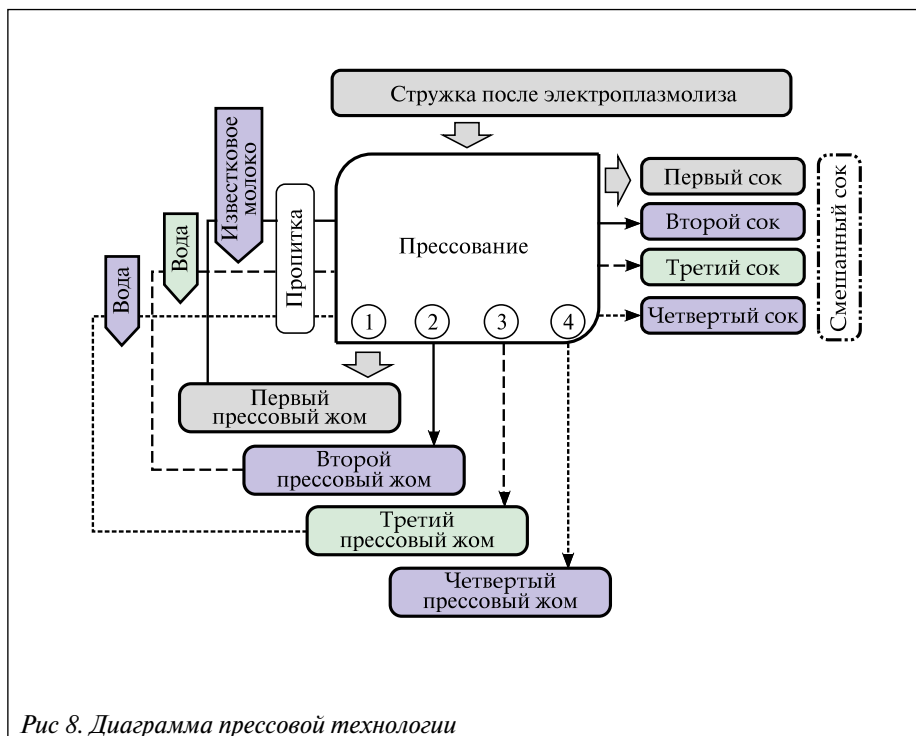 Стружка после электроплазмолиза
Известковое
молоко
Вода
Вода
Пропитка
Прессование
1
2
3
4
Первый сок
Второй сок
Третий сок
Четвертый сок
Смешанный сок
Первый
прессовый жом
Второй
прессовый жом
Третий
прессовый жом
Четвертый
прессовый жом
Рис 8. Диаграмма прессовой технологии